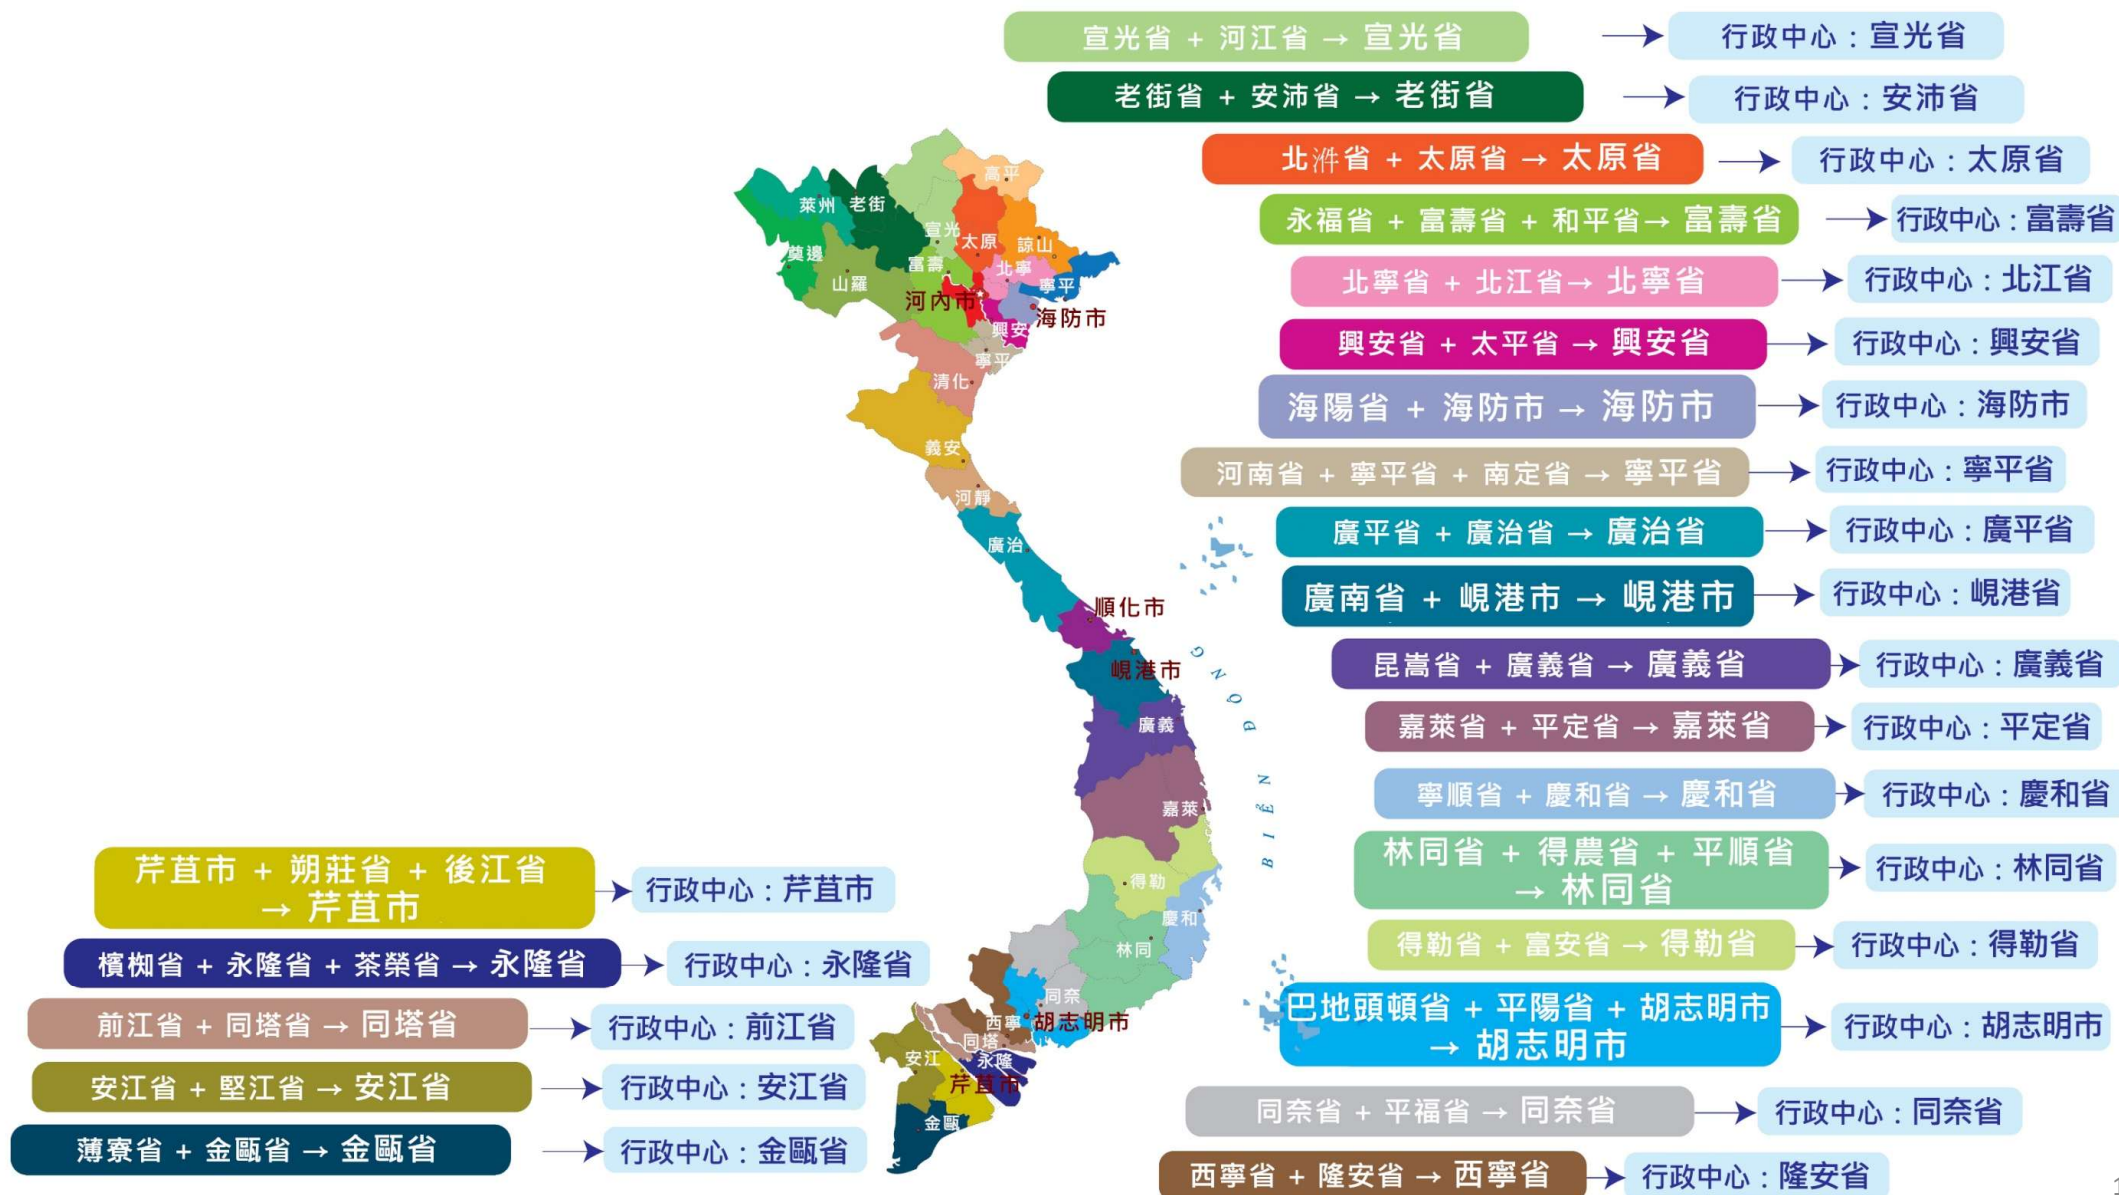 宣光省 + 河江省 → 宣光省
行政中心：宣光省
老街省 + 安沛省 → 老街省
行政中心：安沛省
北泮省 + 太原省 → 太原省
行政中心：太原省
永福省 + 富壽省 + 和平省→ 富壽省
行政中心：富壽省
北寧省 + 北江省→ 北寧省
行政中心：北江省
興安省 + 太平省 → 興安省
行政中心：興安省
海陽省 + 海防市 → 海防市
行政中心：海防市
河南省 + 寧平省 + 南定省 → 寧平省
行政中心：寧平省
廣平省 + 廣治省 → 廣治省
行政中心：廣平省
廣南省 + 峴港市 → 峴港市
行政中心：峴港省
昆嵩省 + 廣義省 → 廣義省
行政中心：廣義省
嘉萊省 + 平定省 → 嘉萊省
行政中心：平定省
寧順省 + 慶和省 → 慶和省
行政中心：慶和省
林同省 + 得農省 + 平順省
→ 林同省
行政中心：林同省
得勒省 + 富安省 → 得勒省
行政中心：得勒省
巴地頭頓省 + 平陽省 + 胡志明市
→ 胡志明市
行政中心：胡志明市
同奈省 + 平福省 → 同奈省
行政中心：同奈省
西寧省 + 隆安省 → 西寧省
行政中心：隆安省
芹苴市 + 朔莊省 + 後江省
→ 芹苴市
行政中心：芹苴市
檳椥省 + 永隆省 + 茶榮省 → 永隆省
行政中心：永隆省
前江省 + 同塔省 → 同塔省
行政中心：前江省
安江省 + 堅江省 → 安江省
行政中心：安江省
薄寮省 + 金甌省 → 金甌省
行政中心：金甌省
高平
萊州
老街
宣光
太原
諒山
奠邊
山羅
富壽
北寧
寧平
河內市
海防市
興安
寧平
清化
義安
河靜
廣治
順化市
峴港市
廣義
嘉萊
得勒
慶和
林同
同奈
西寧
胡志明市
同塔
安江
永隆
芹苴市
金甌
BIỂN ĐÔNG